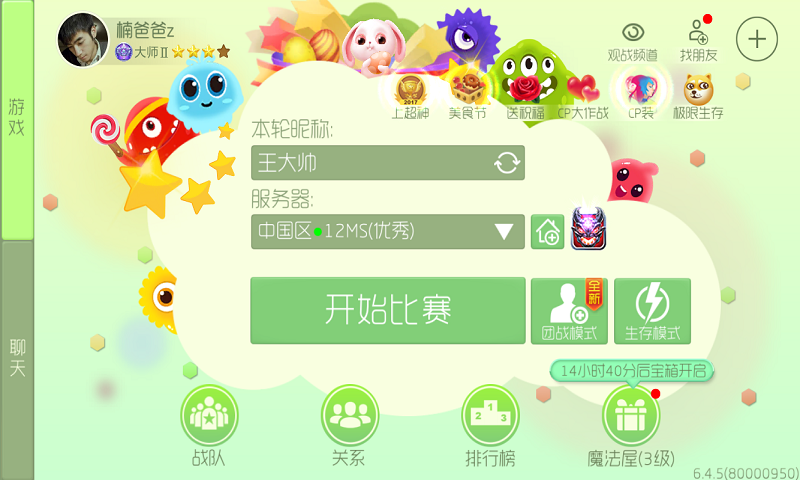 楠爸爸z
大师Ⅱ
观战频道
找朋友
游戏
2017
上超神
美食节
送祝福
CP大作战
CP装
极限生存
本轮昵称:
王大帅
服务器:
中国区 12MS(优秀)
开始比赛
全新
团战模式
生存模式
聊天
14小时40分后宝箱开启
1
2
3
战队
关系
排行榜
魔法屋(3级)
6.4.5(80000950)